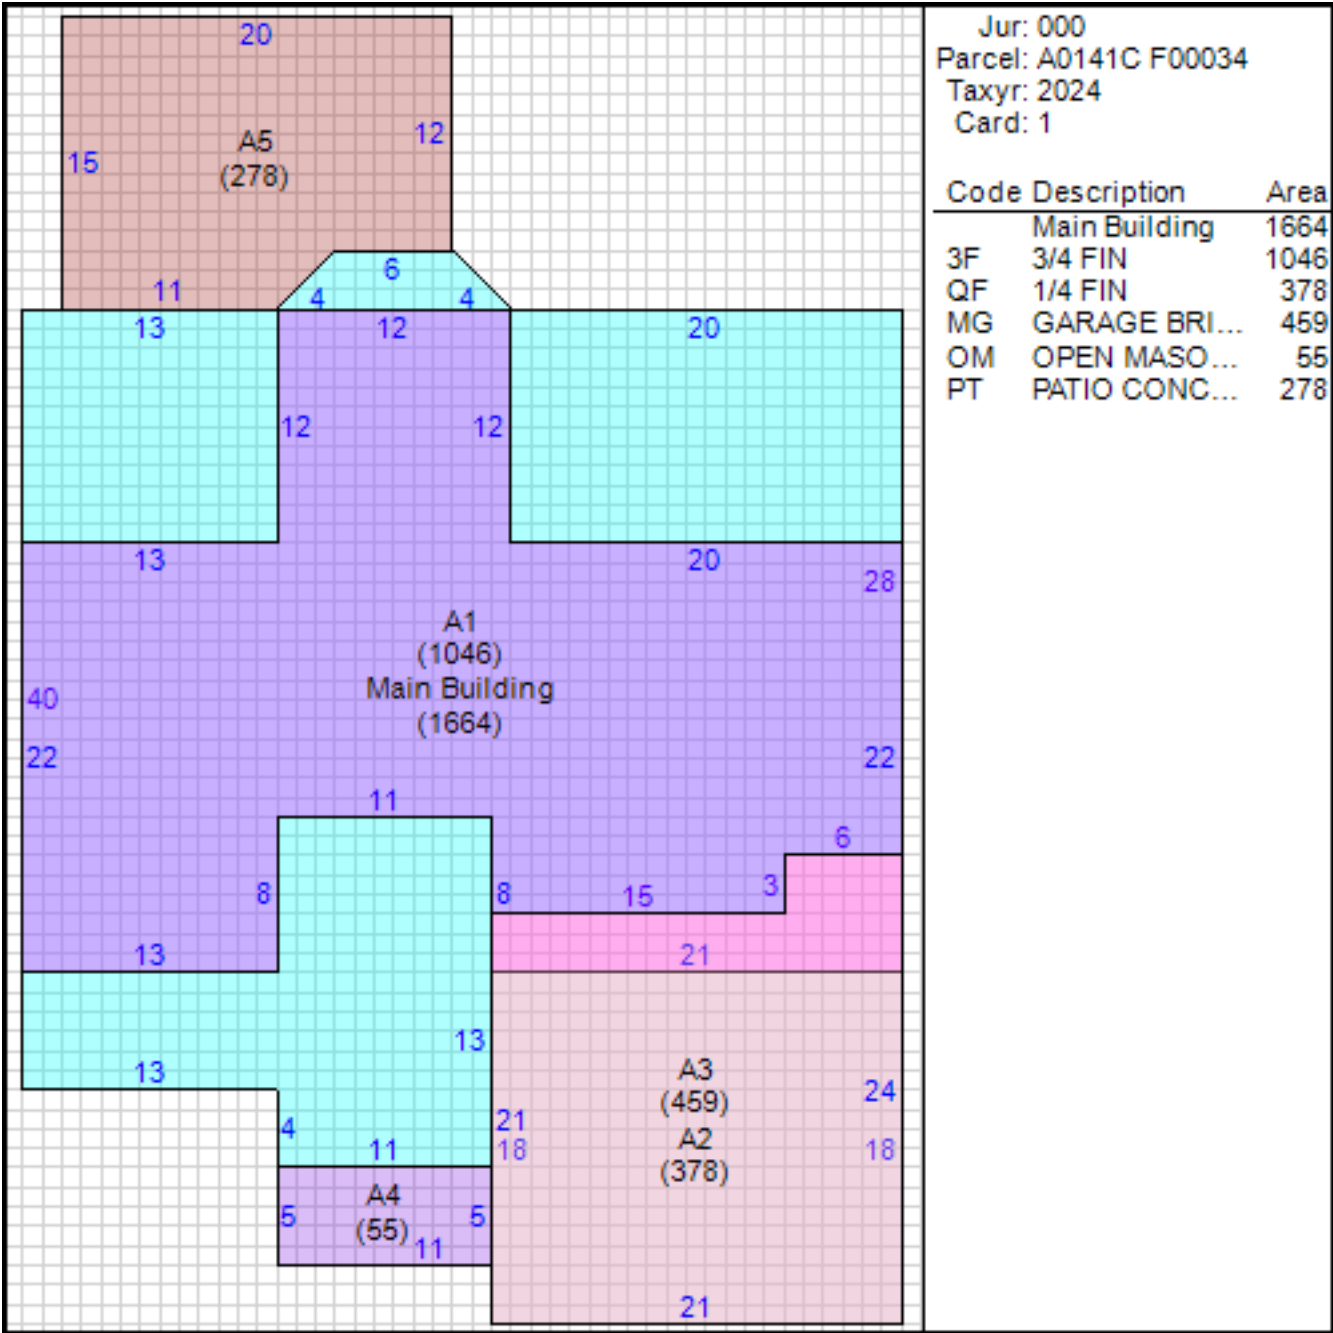 Jur: 000
Parcel: A0141C F00034
Taxyr: 2024
Card: 1
Code Description Area
Main Building 1664
3F 3/4 FIN 1046
QF 1/4 FIN 378
MG GARAGE BRI... 459
OM OPEN MASO... 55
PT PATIO CONC... 278
20
12
15
A5
(278)
6
11
4
4
13
12
20
12
12
13
20
28
A1
(1046)
Main Building
(1664)
40
22
22
11
6
8
8
15
3
13
21
13
13
A3
(459)
24
4
21
A2
(378)
11
18
18
A4
(55)
5
5
11
21